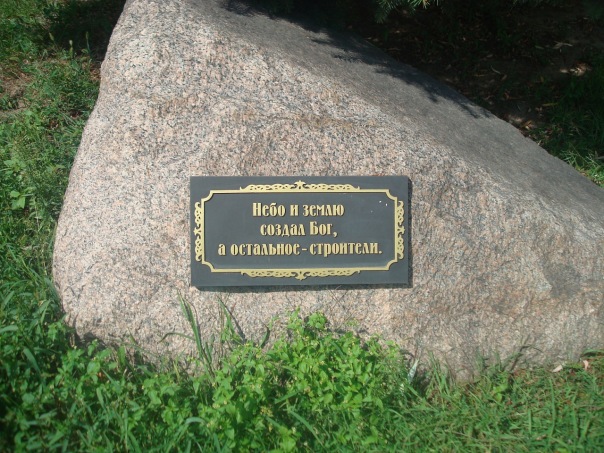 Небо и землю
создал Бог,
а остальное - строители.